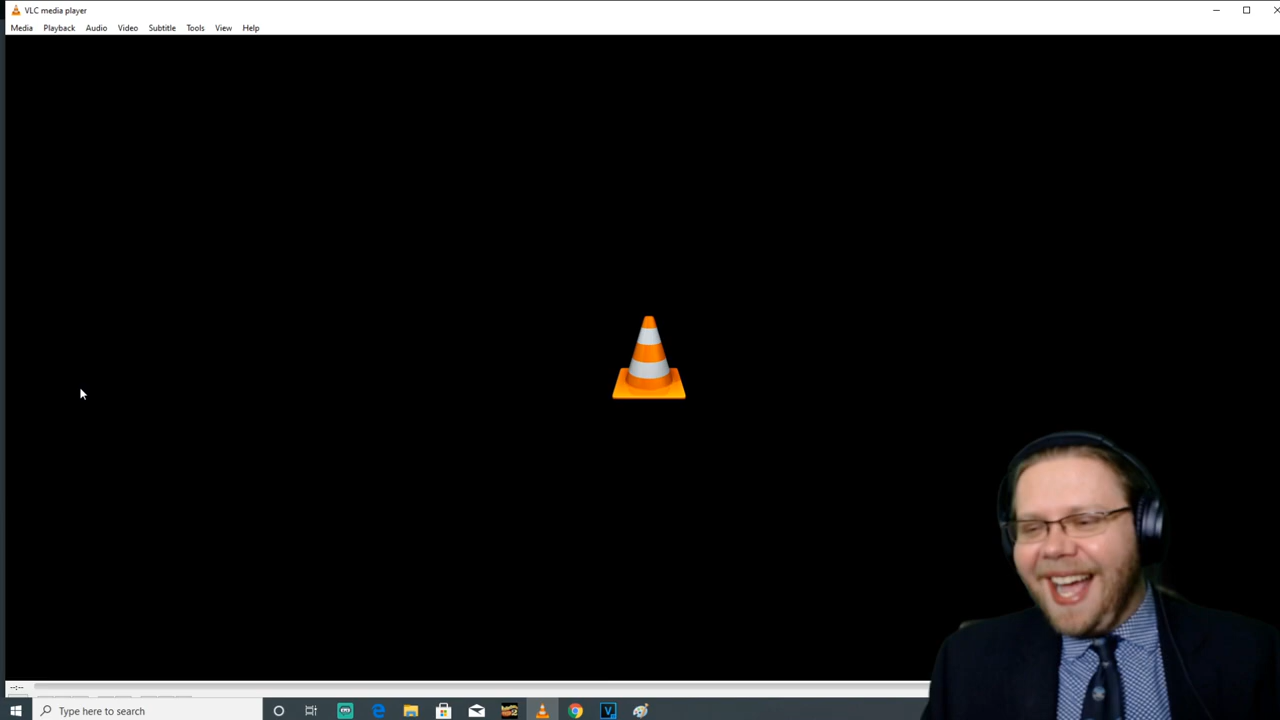 VLC media player
Media Playback Audio Video Subtitle Tools View Help
--:--
Type here to search